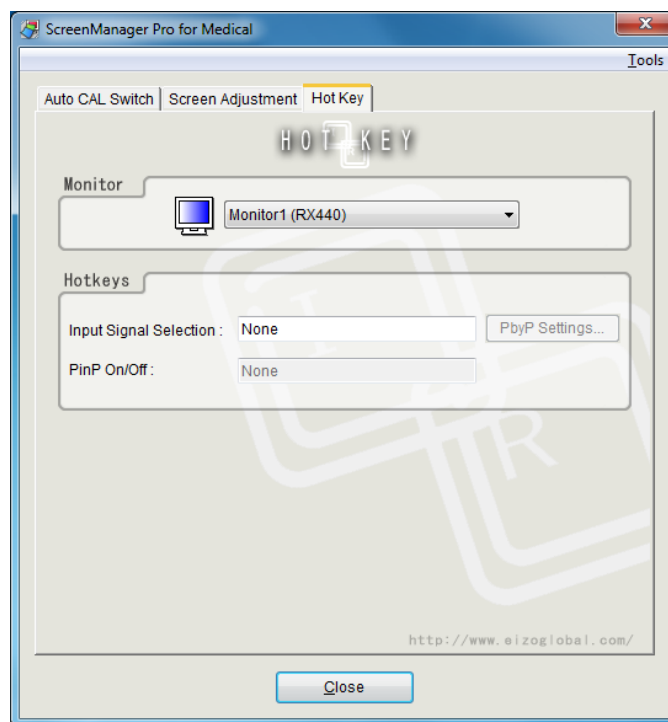 ScreenManager Pro for Medical
Tools
Auto CAL Switch Screen Adjustment Hot Key
HOT KEY
R
Monitor
Monitor1 (RX440)
Hotkeys
Input Signal Selection : None PbyP Settings...
PinP On/Off : None
I
R
http://www.eizoglobal.com/
Close